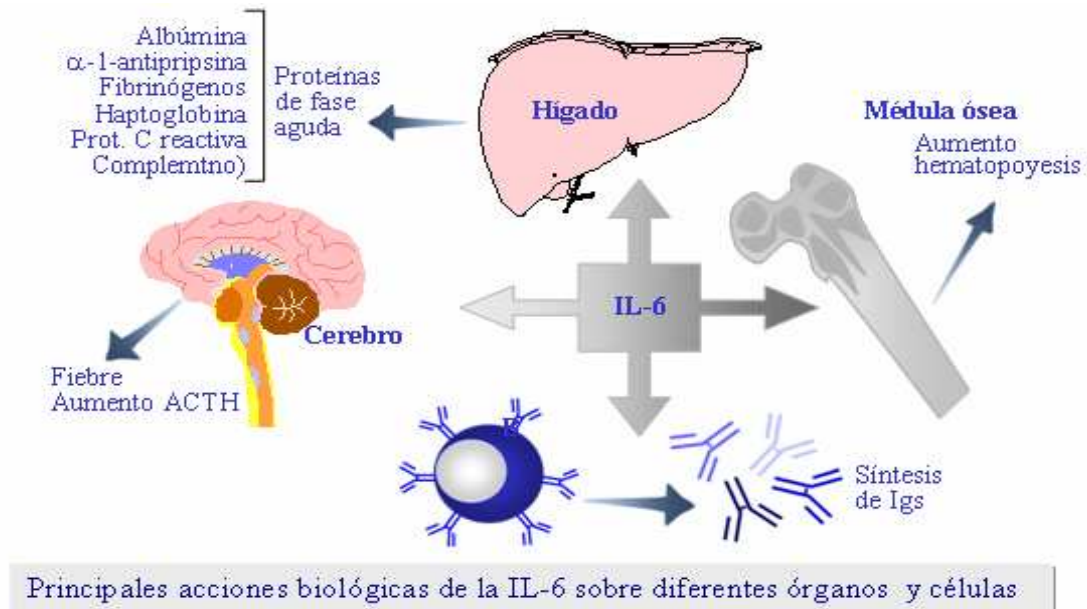 Albúmina
α-1-antipripsina
Fibrinógenos
Haptoglobina
Prot. C reactiva
Complemtno)
Proteínas
de fase
aguda
Hígado
Médula ósea
Aumento
hematopoyesis
IL-6
Cerebro
Fiebre
Aumento ACTH
B
Síntesis
de Igs
Principales acciones biológicas de la IL-6 sobre diferentes órganos y células